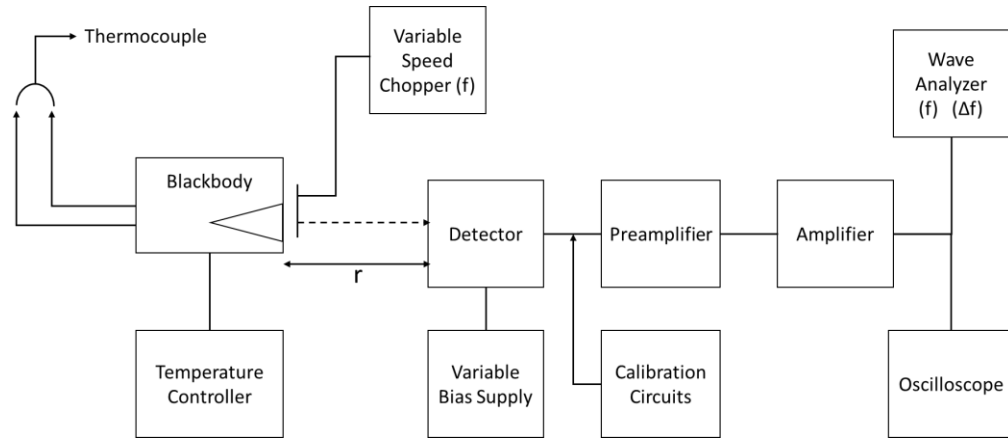 Thermocouple
Variable
Speed
Chopper (f)
Wave
Analyzer
(f) (Δf)
Blackbody
Detector
Preamplifier
Amplifier
r
Temperature
Controller
Variable
Bias Supply
Calibration
Circuits
Oscilloscope